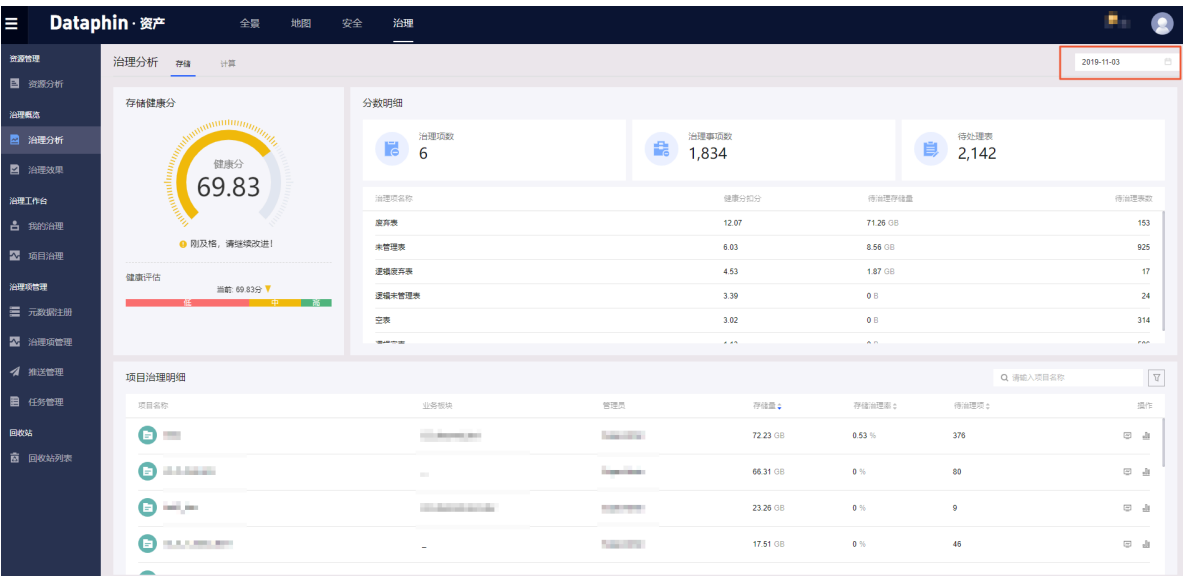 Dataphin · 资产
全景 地图 安全 治理
资源管理
资源分析
治理概览
治理分析
治理效果
治理工作台
我的治理
项目治理
治理项管理
元数据注册
治理项管理
推送管理
任务管理
回收站
回收站列表
治理分析 存储 计算
2019-11-03
存储健康分
健康分
69.83
刚及格，请继续改进！
健康评估
当前: 69.83分
低 中 高
分数明细
治理项数
6
治理事项数
1,834
待处理表
2,142
治理项名称 健康分扣分 待治理存储量 待治理表数
废弃表 12.07 71.26 GB 153
未管理表 6.03 8.56 GB 925
逻辑废弃表 4.53 1.87 GB 17
逻辑未管理表 3.39 0 B 24
空表 3.02 0 B 314
项目治理明细
请输入项目名称
项目名称 业务板块 管理员 存储量 存储治理率 待治理项 操作
72.23 GB 0.53 % 376
66.31 GB 0 % 80
23.26 GB 0 % 9
17.51 GB 0 % 46